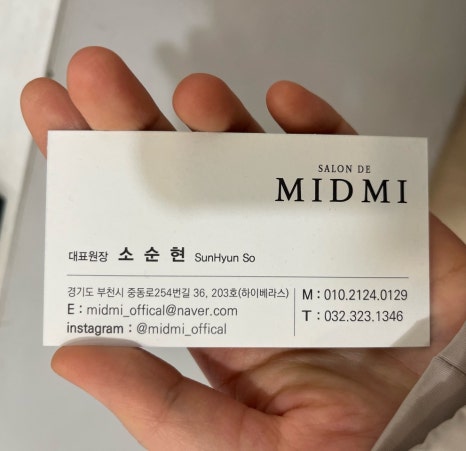 SALON DE
MIDMI
대표원장 소순현 SunHyun So
경기도 부천시 중동로254번길 36, 203호(하이베라스)
E : midmi_offical@naver.com
instagram : @midmi_offical
M : 010.2124.0129
T : 032.323.1346